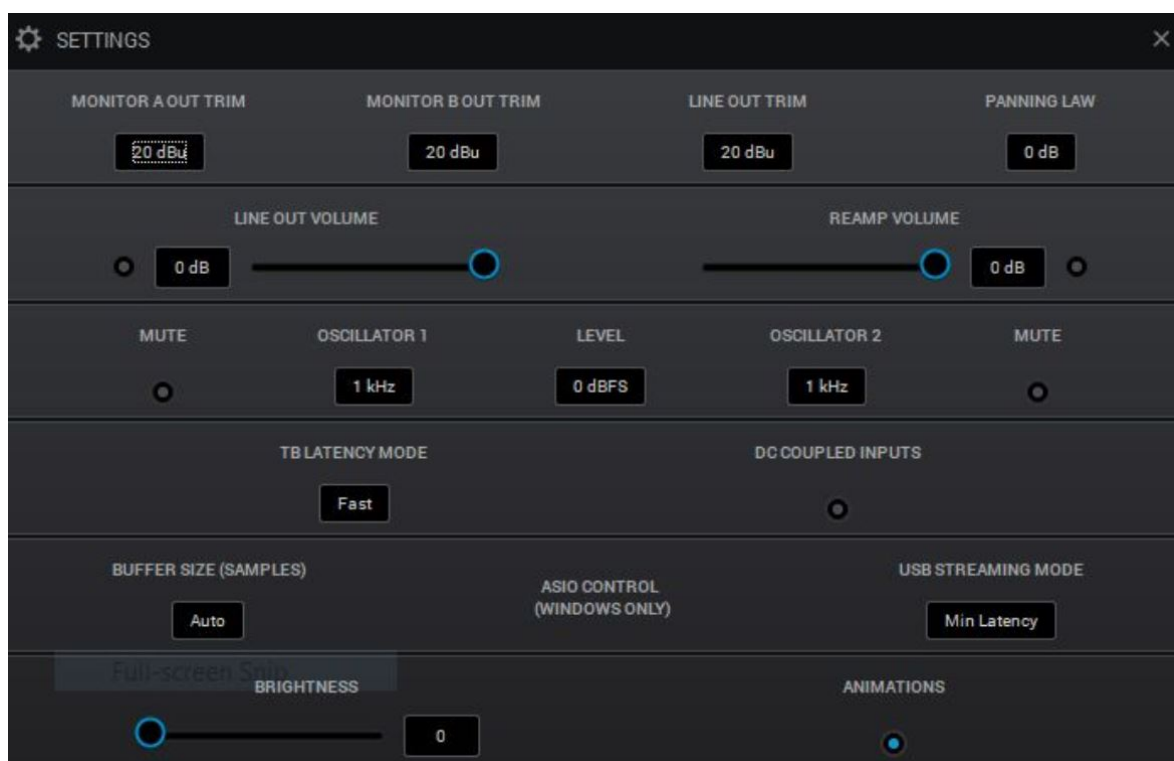 SETTINGS
MONITOR A OUT TRIM MONITOR B OUT TRIM LINE OUT TRIM PANNING LAW
20 dBu 20 dBu 20 dBu 0 dB
LINE OUT VOLUME REAMP VOLUME
0 dB 0 dB
MUTE OSCILLATOR 1 LEVEL OSCILLATOR 2 MUTE
1 kHz 0 dBFS 1 kHz
TB LATENCY MODE DC COUPLED INPUTS
Fast
BUFFER SIZE (SAMPLES) USB STREAMING MODE
ASIO CONTROL
(WINDOWS ONLY)
Auto Min Latency
Full-screen Snip
BRIGHTNESS ANIMATIONS
0